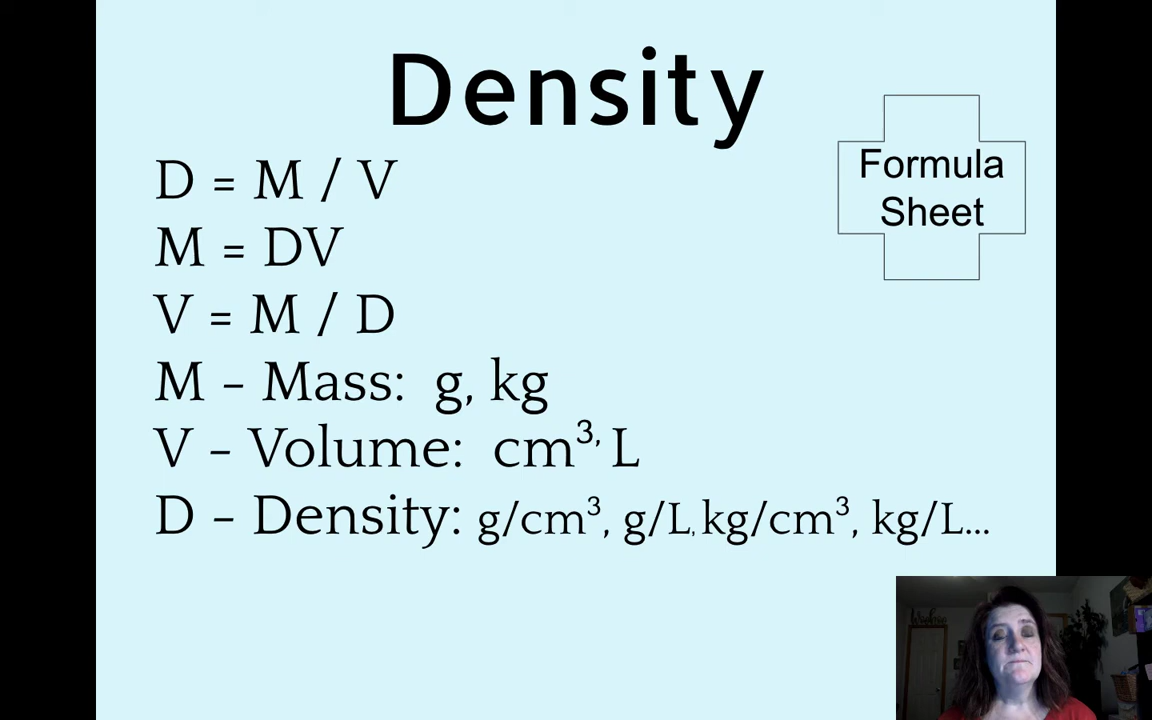 Density
Formula
Sheet
D = M / V
M = DV
V = M / D
M – Mass:  g, kg
V – Volume:  cm³, L
D – Density: g/cm³, g/L, kg/cm³, kg/L...